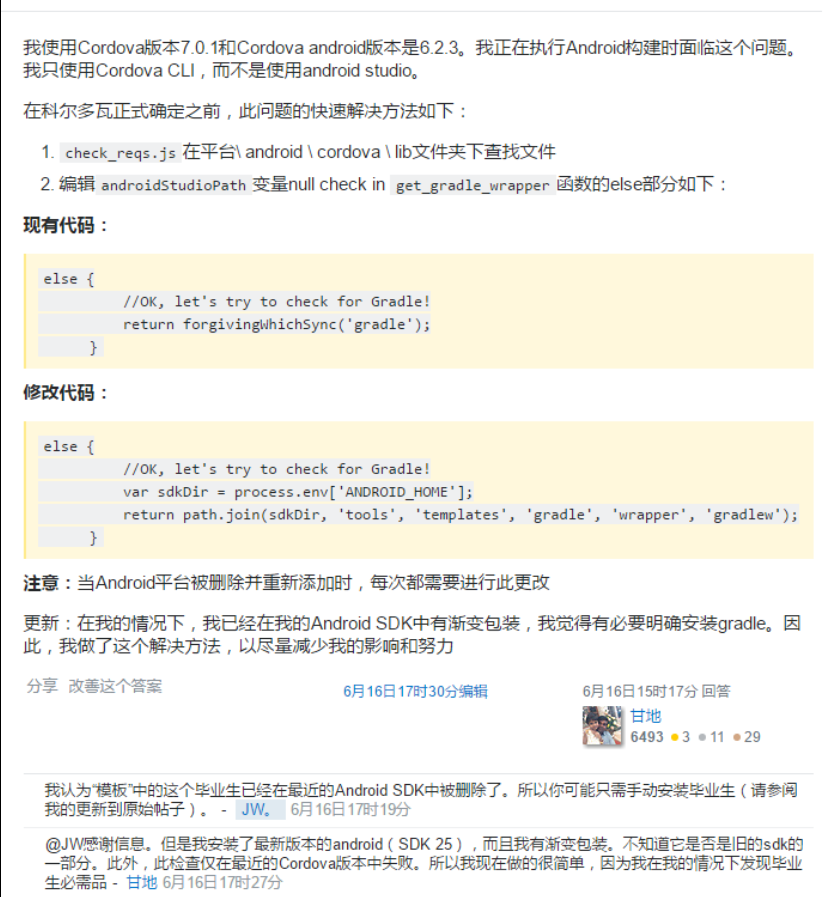 我使用Cordova版本7.0.1和Cordova android版本是6.2.3。我正在执行Android构建时面临这个问题。
我只使用Cordova CLI，而不是使用android studio。
在科尔多瓦正式确定之前，此问题的快速解决方法如下：
1. check_reqs.js 在平台\ android \ cordova \ lib文件夹下查找文件
2. 编辑 androidStudioPath 变量null check in get_gradle_wrapper 函数的else部分如下：
现有代码：
else {
//OK, let's try to check for Gradle!
return forgivingWhichSync('gradle');
}
修改代码：
else {
//OK, let's try to check for Gradle!
var sdkDir = process.env['ANDROID_HOME'];
return path.join(sdkDir, 'tools', 'templates', 'gradle', 'wrapper', 'gradlew');
}
注意：当Android平台被删除并重新添加时，每次都需要进行此更改
更新：在我的情况下，我已经在我的Android SDK中有渐变包装，我觉得有必要明确安装gradle。因
此，我做了这个解决方法，以尽量减少我的影响和努力
分享 改善这个答案 6月16日17时30分编辑 6月16日15时17分 回答
甘地
6493 3 11 29
我认为“模板”中的这个毕业生已经在最近的Android SDK中被删除了。所以你可能只需手动安装毕业生（请参阅
我的更新到原始帖子）。 - JW。 6月16日17时19分
@JW感谢信息。但是我安装了最新版本的android（SDK 25），而且我有渐变包装。不知道它是否是旧的sdk的
一部分。此外，此检查仅在最近的Cordova版本中失败。所以我现在做的很简单，因为我在我的情况下发现毕业
生必需品 - 甘地 6月16日17时27分